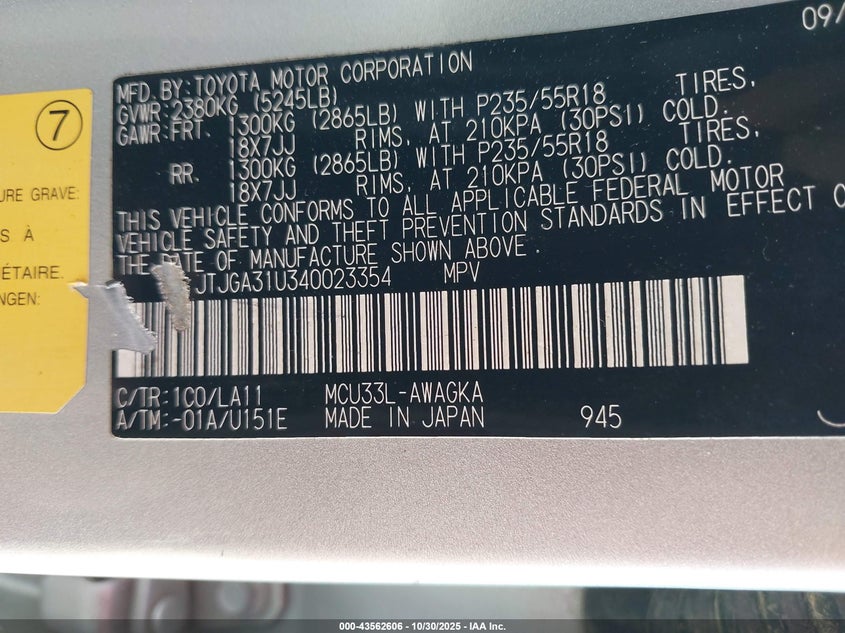 09/
MFD. BY: TOYOTA MOTOR CORPORATION
GVWR: 2380KG (5245LB)
GAWR: FRT. 1300KG (2865LB) WITH P235/55R18 TIRES,
18X7JJ RIMS, AT 210KPA (30PSI) COLD.
RR. 1300KG (2865LB) WITH P235/55R18 TIRES,
18X7JJ RIMS, AT 210KPA (30PSI) COLD.
THIS VEHICLE CONFORMS TO ALL APPLICABLE FEDERAL MOTOR
VEHICLE SAFETY AND THEFT PREVENTION STANDARDS IN EFFECT O
THE DATE OF MANUFACTURE SHOWN ABOVE.
JTJGA31U340023354 MPV
C/TR: 1C0/LA11 MCU33L-AWAGKA
A/TM: -01A/U151E MADE IN JAPAN 945
7
URE GRAVE:
S À
ÉTAIRE.
NGEN:
000-43562606 - 10/30/2025 - IAA Inc.